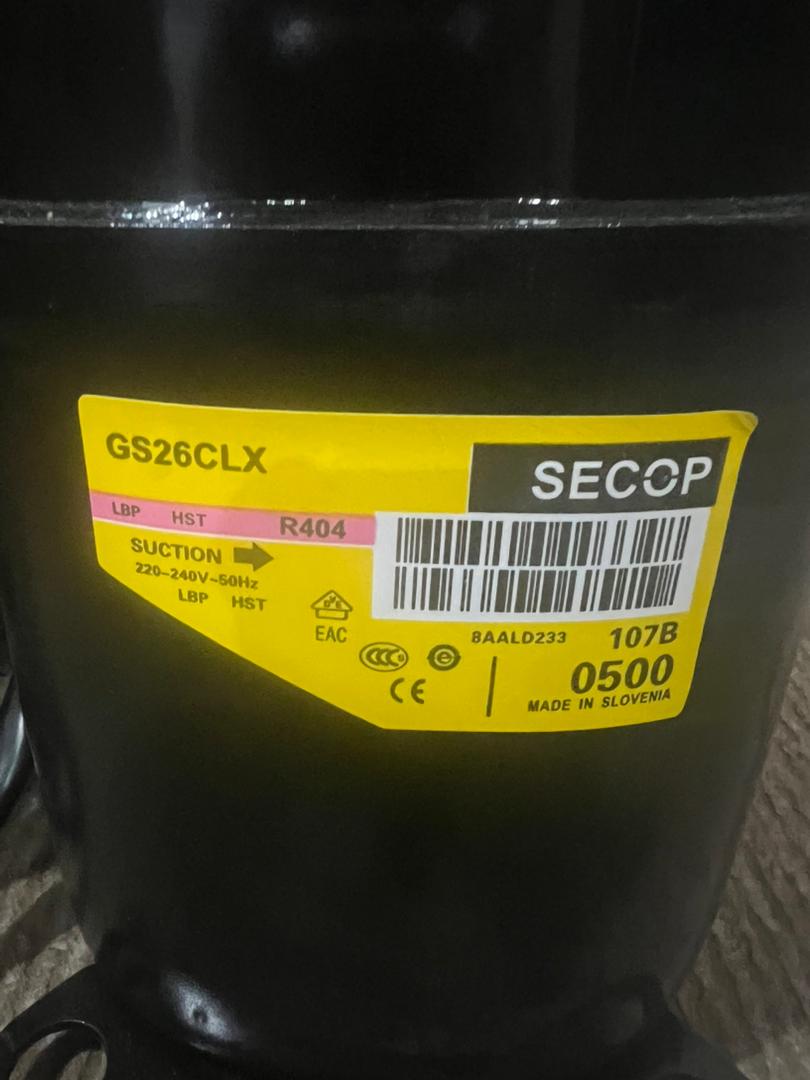 GS26CLX
SECOP
LBP HST R404
SUCTION
220-240V~50Hz
LBP HST
EAC
8AALD233 107B
0500
CE
MADE IN SLOVENIA